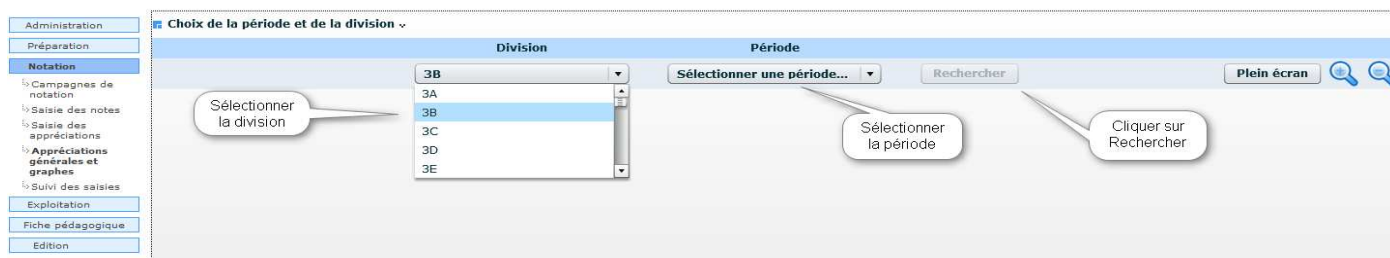 Administration
Préparation
Notation
Campagnes de
notation
Saisie des notes
Saisie des
appréciations
Appréciations
générales et
graphes
Suivi des saisies
Exploitation
Fiche pédagogique
Edition
Choix de la période et de la division
Division
Période
3B
Sélectionner une période...
Rechercher
Plein écran
3A
3B
3C
3D
3E
Sélectionner
la division
Sélectionner
la période
Cliquer sur
Rechercher